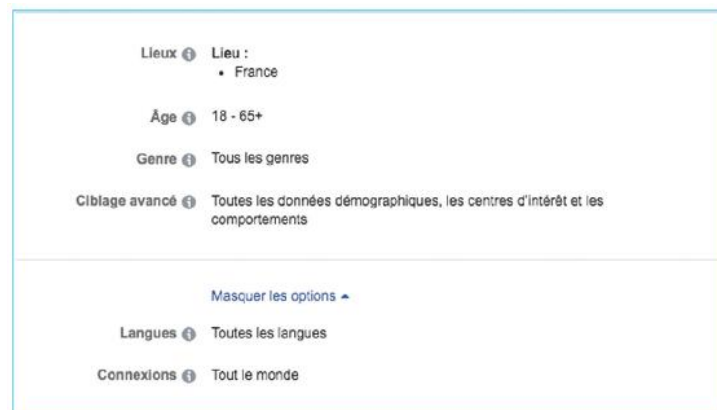 Lieux Lieu :
• France
Âge 18 - 65+
Genre Tous les genres
Ciblage avancé Toutes les données démographiques, les centres d'intérêt et les
comportements
Masquer les options
Langues Toutes les langues
Connexions Tout le monde